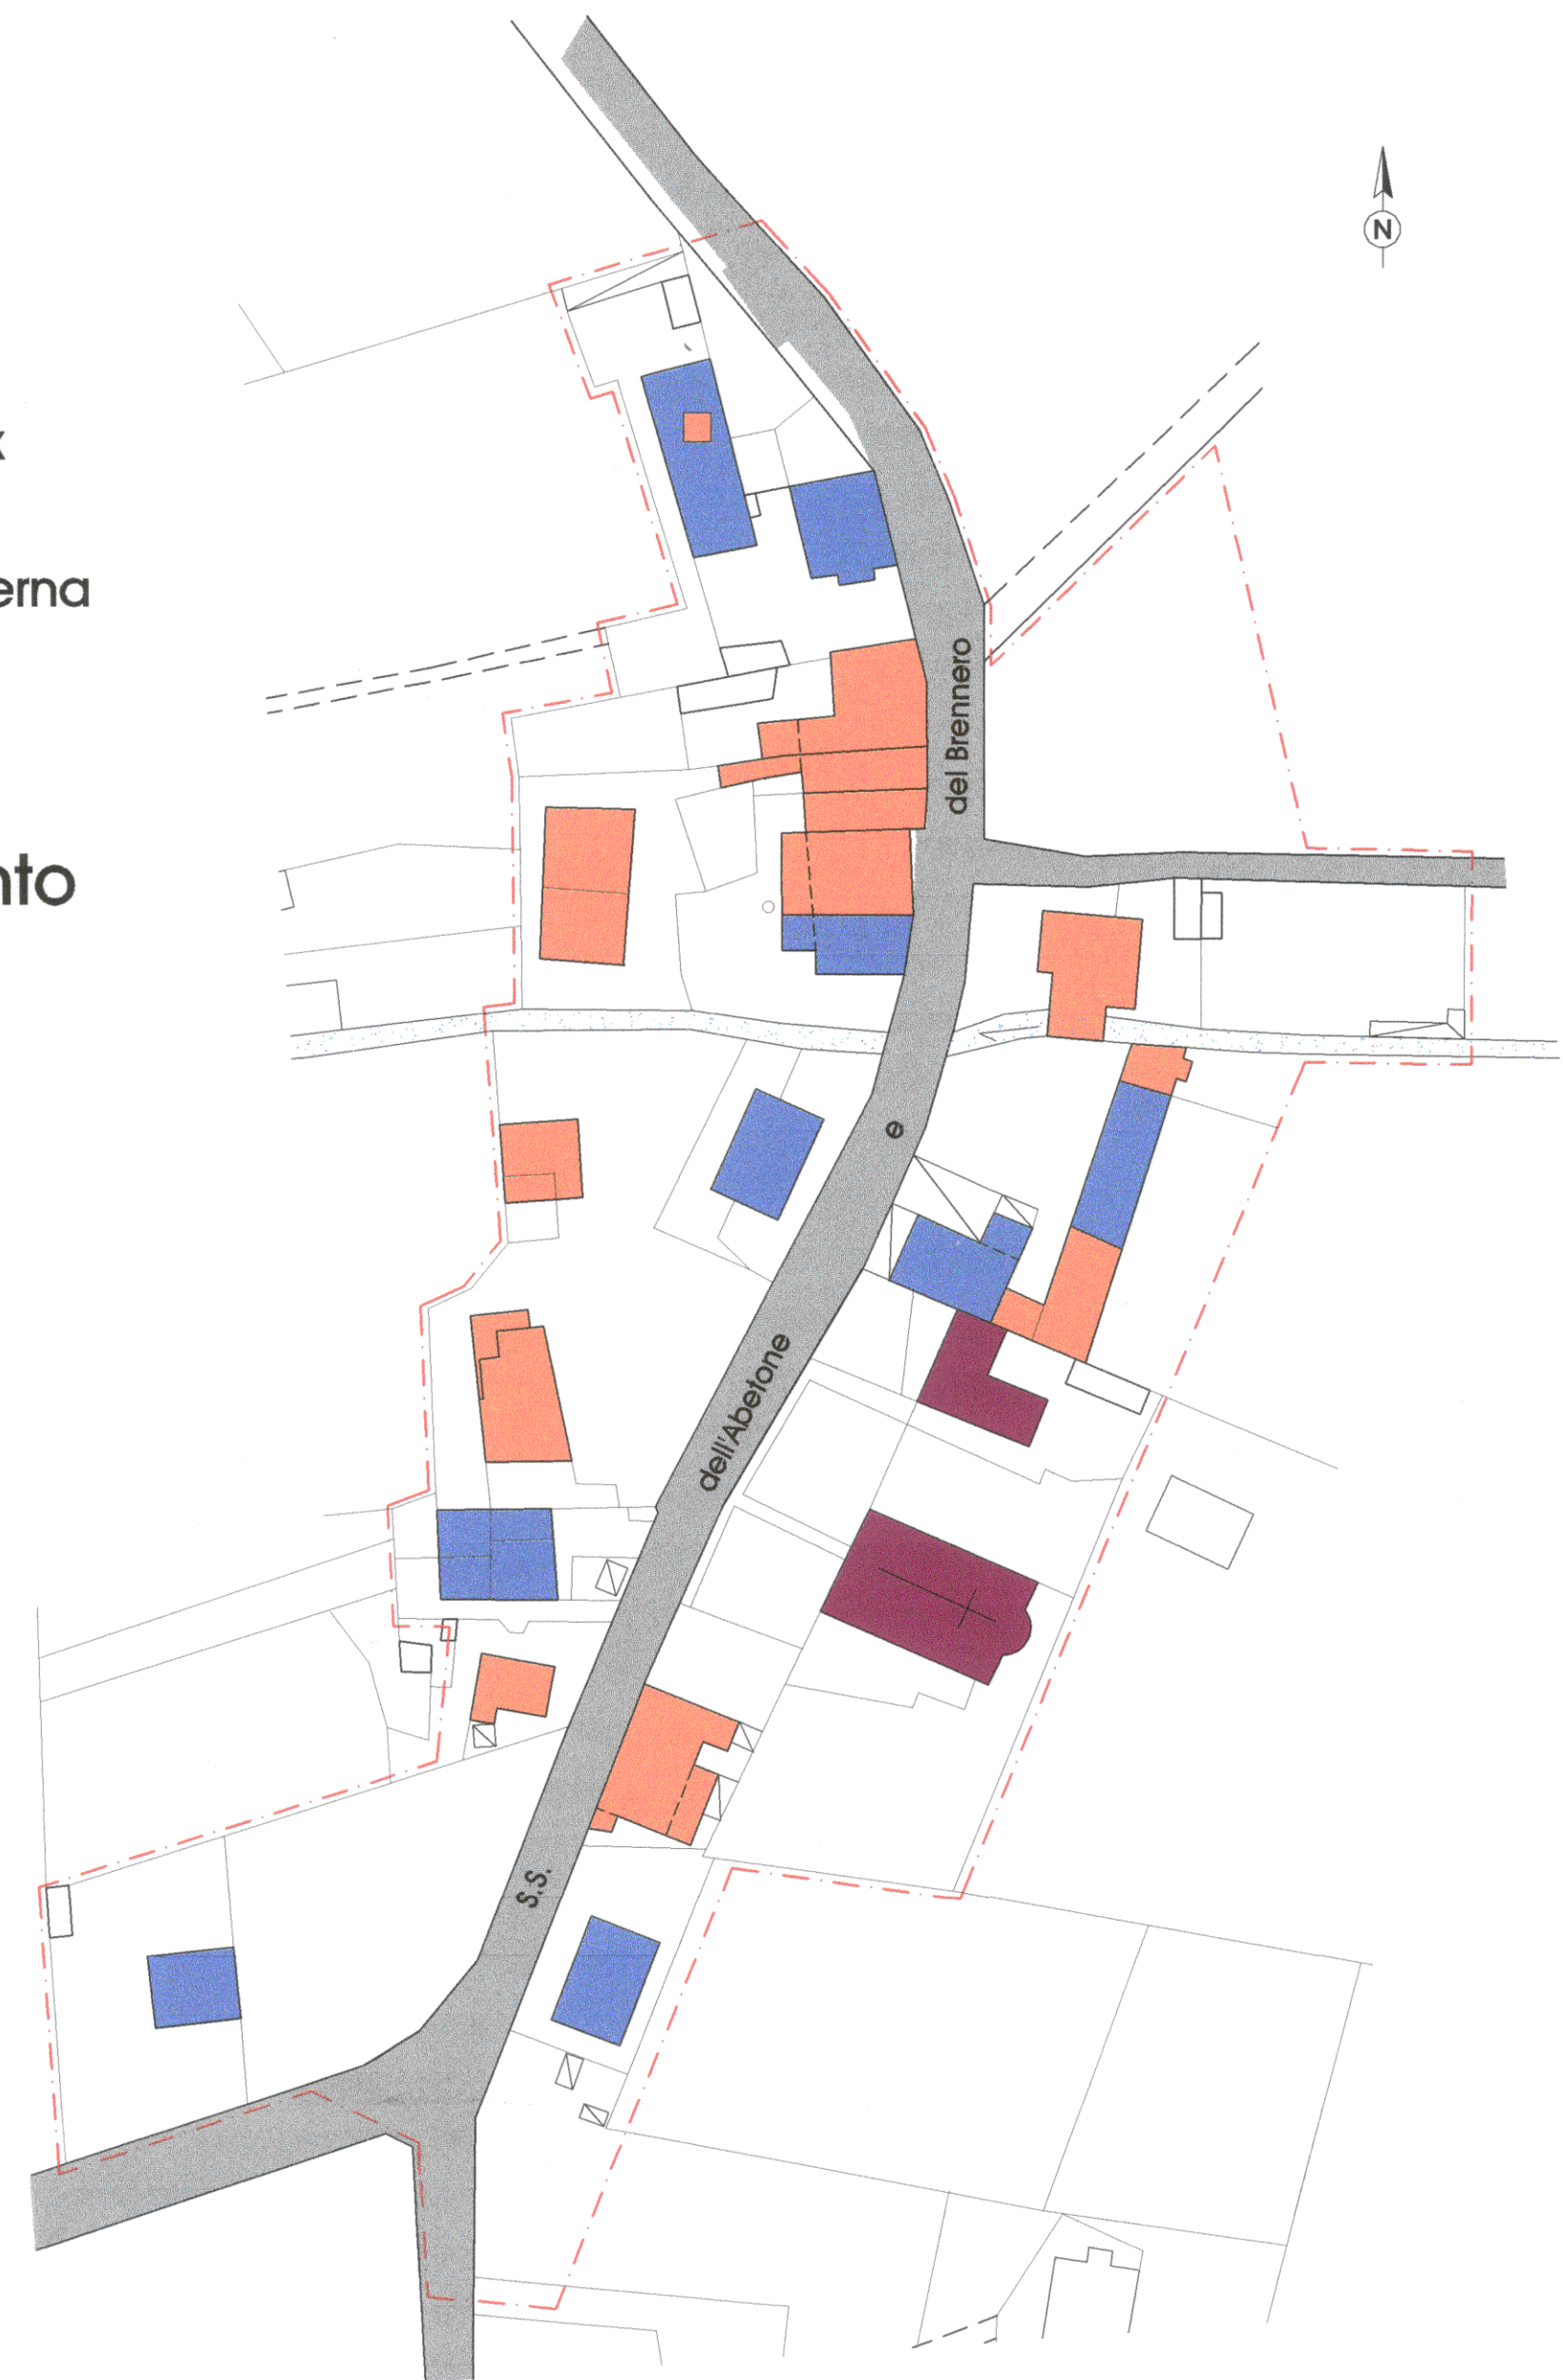 N
x
erna
nto
del Brennero
e
dell'Abetone
S.S.